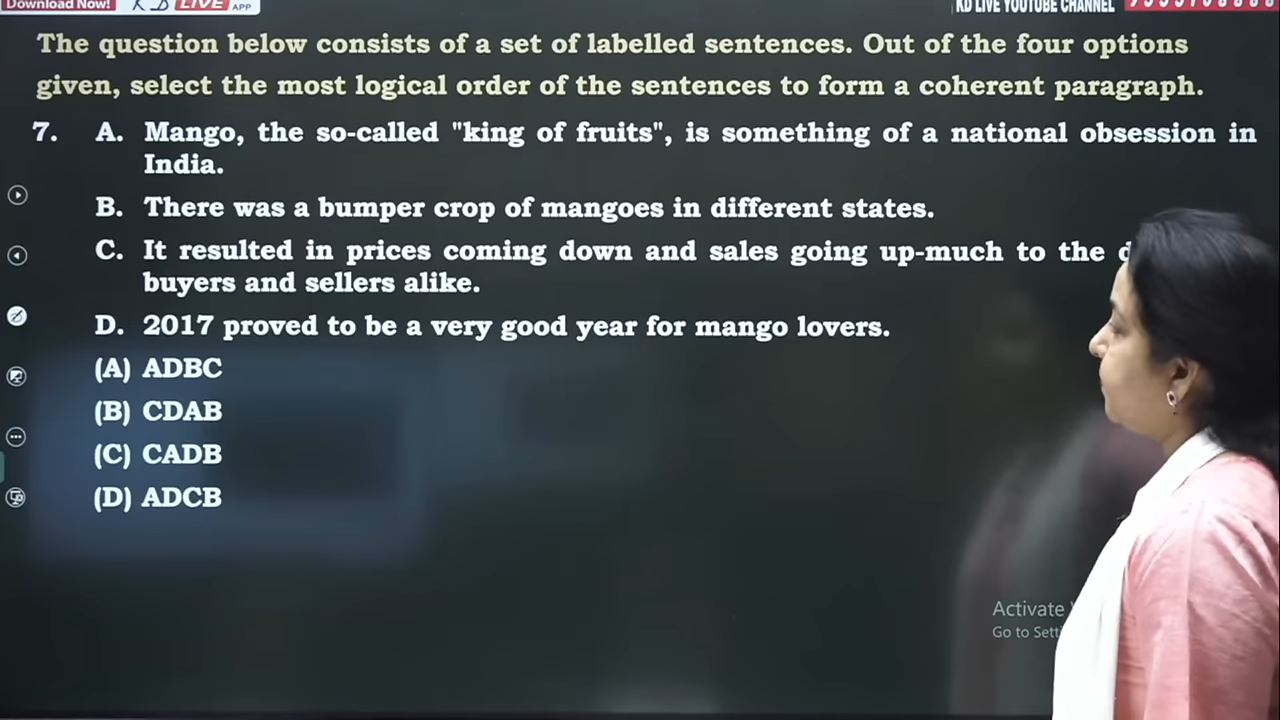 Download Now! KD LIVE APP
KD LIVE YOUTUBE CHANNEL
The question below consists of a set of labelled sentences. Out of the four options
given, select the most logical order of the sentences to form a coherent paragraph.
7. A. Mango, the so-called "king of fruits", is something of a national obsession in
India.
B. There was a bumper crop of mangoes in different states.
C. It resulted in prices coming down and sales going up-much to the
buyers and sellers alike.
D. 2017 proved to be a very good year for mango lovers.
(A) ADBC
(B) CDAB
(C) CADB
(D) ADCB
Activate
Go to